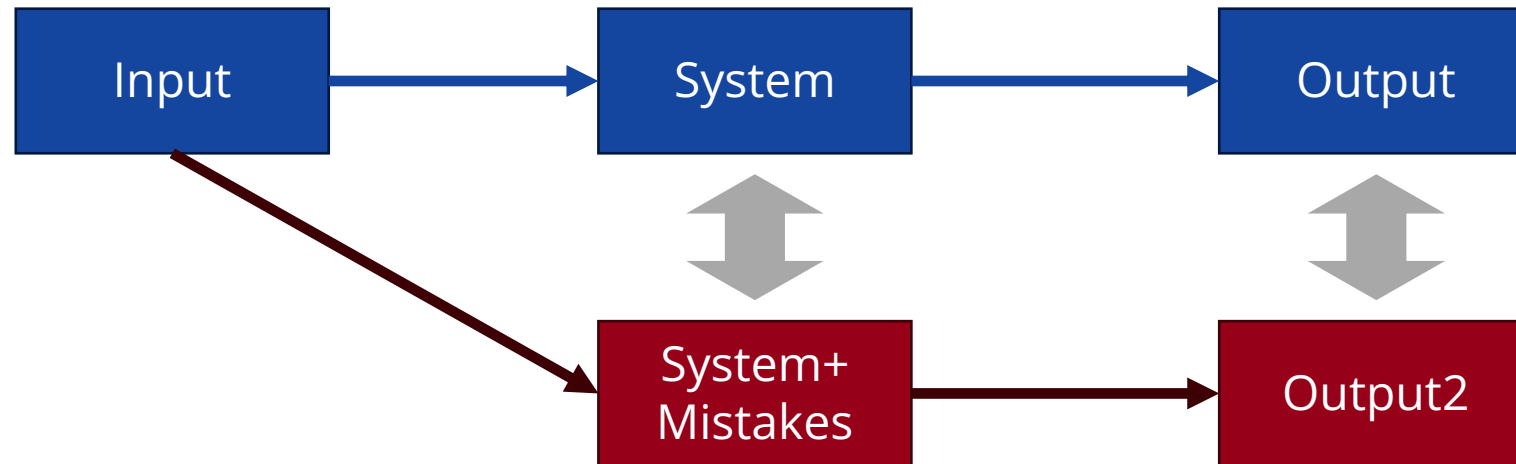 Input
System
Output
System+
Mistakes
Output2